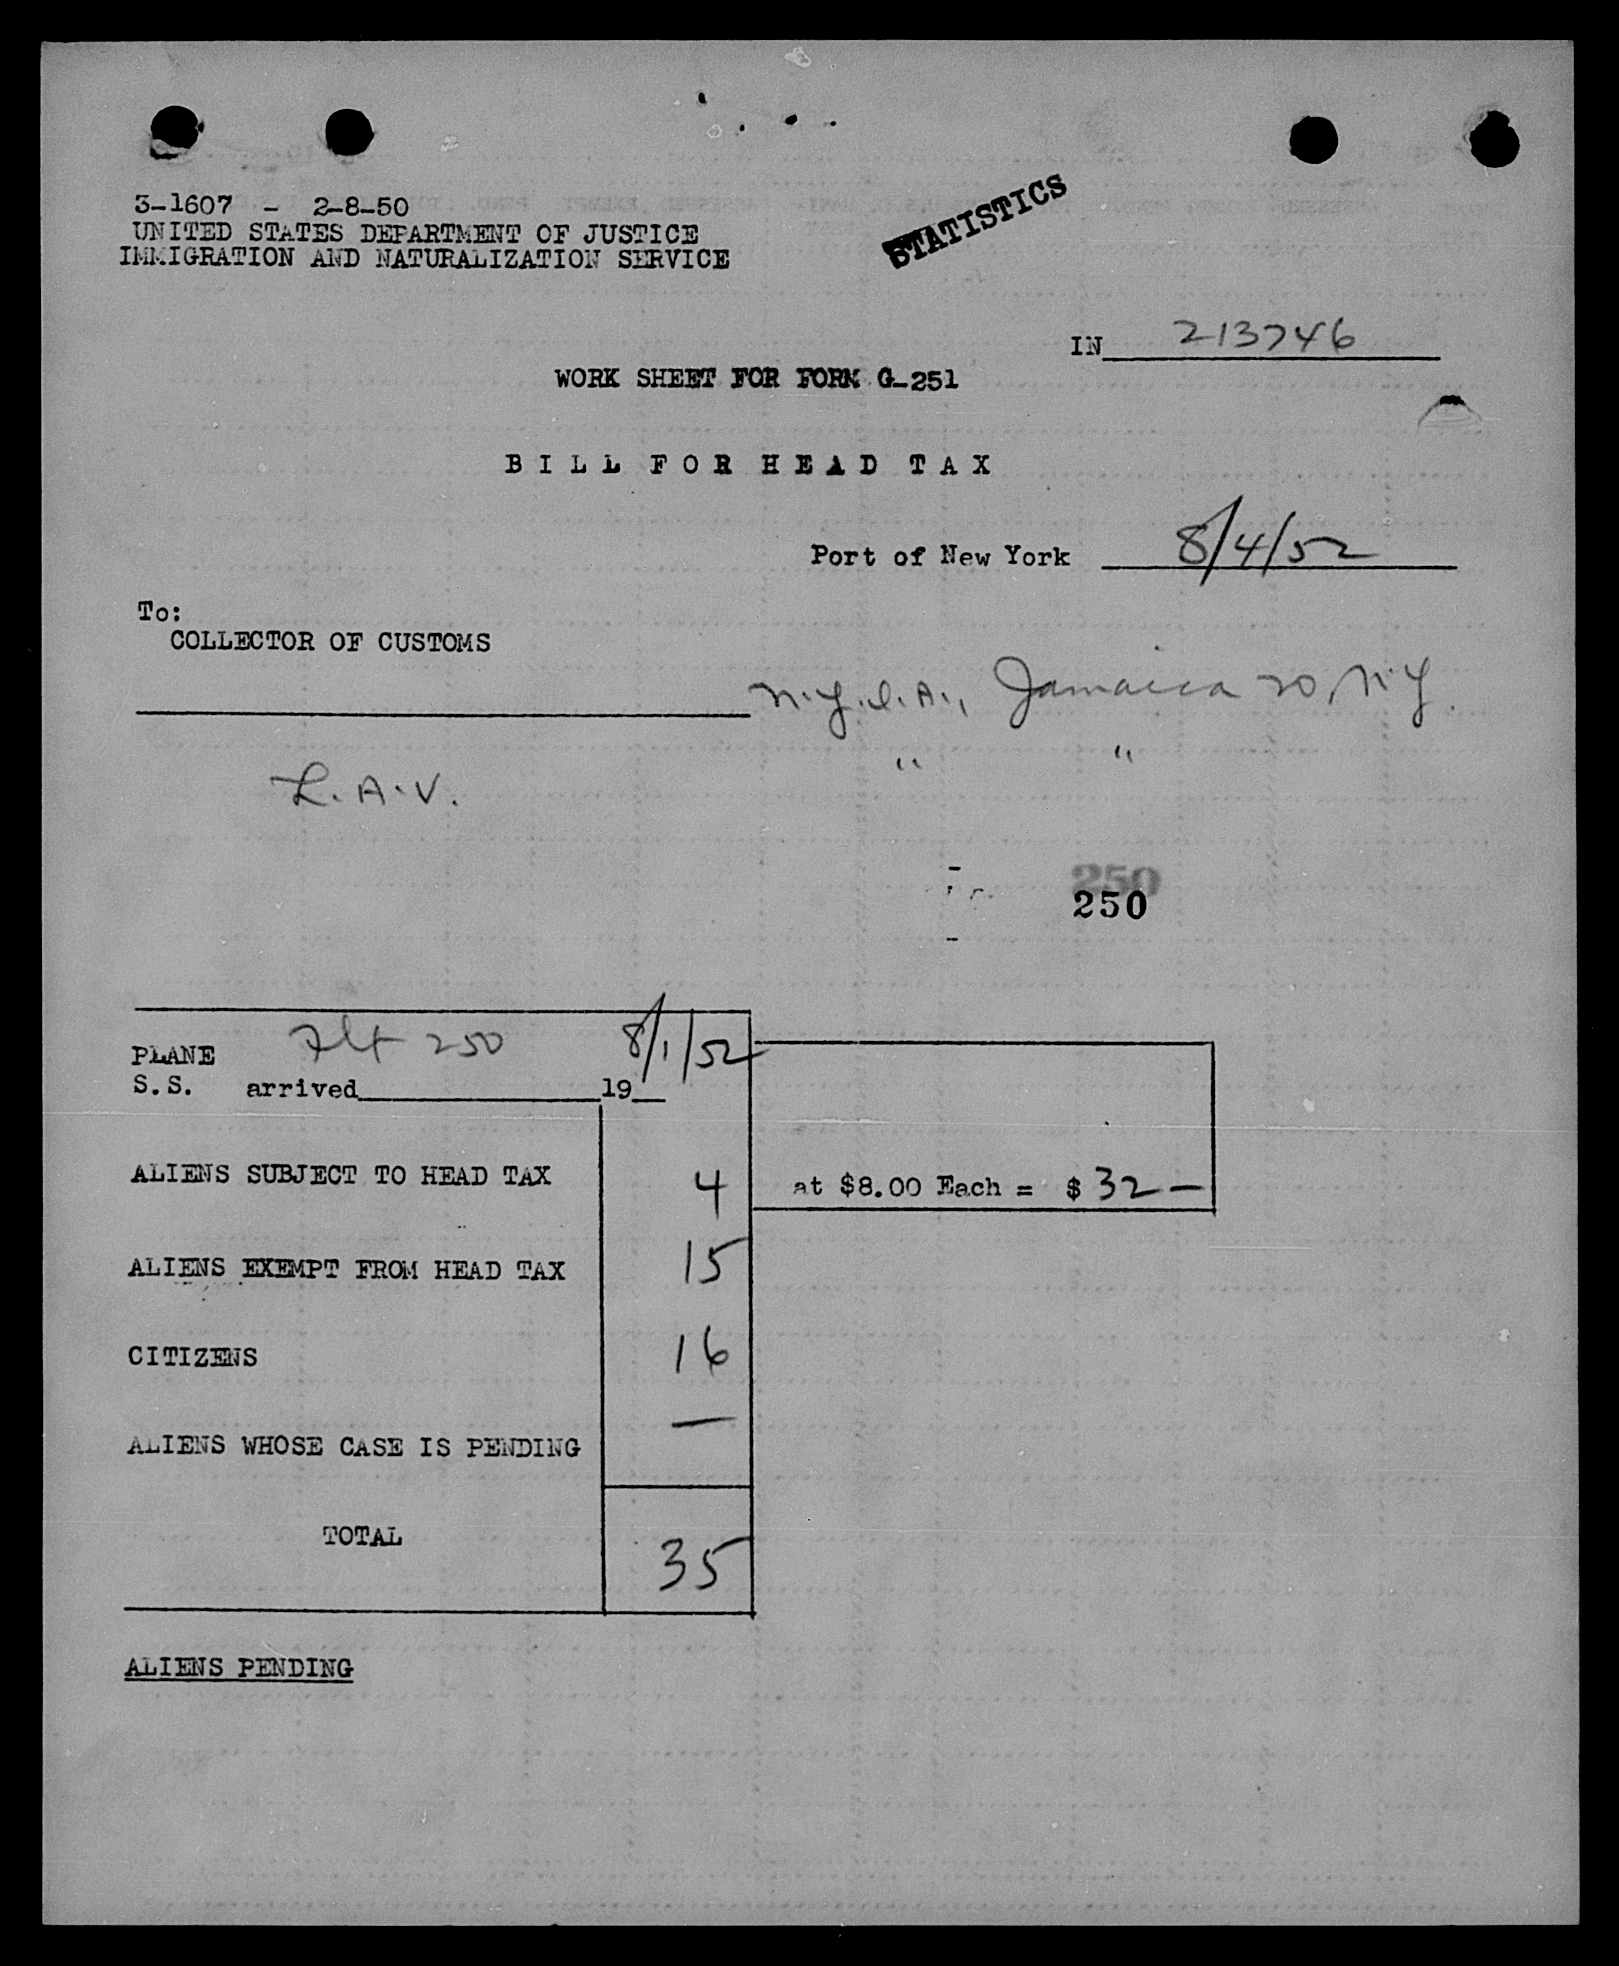 3-1607 - 2-8-50
UNITED STATES DEPARTMENT OF JUSTICE
IMMIGRATION AND NATURALIZATION SERVICE
STATISTICS
IN 213746
WORK SHEET FOR FORM G-251
BILL FOR HEAD TAX
Port of New York 8/4/52
To:
COLLECTOR OF CUSTOMS
N.Y.I.A., Jamaica 20, N.Y.
" "
L.A.V.
250
250
PLANE Flt 250 8/1/52
S.S. arrived 19
ALIENS SUBJECT TO HEAD TAX 4 at $8.00 Each = $ 32 —
ALIENS EXEMPT FROM HEAD TAX 15
CITIZENS 16
ALIENS WHOSE CASE IS PENDING —
TOTAL 35
ALIENS PENDING